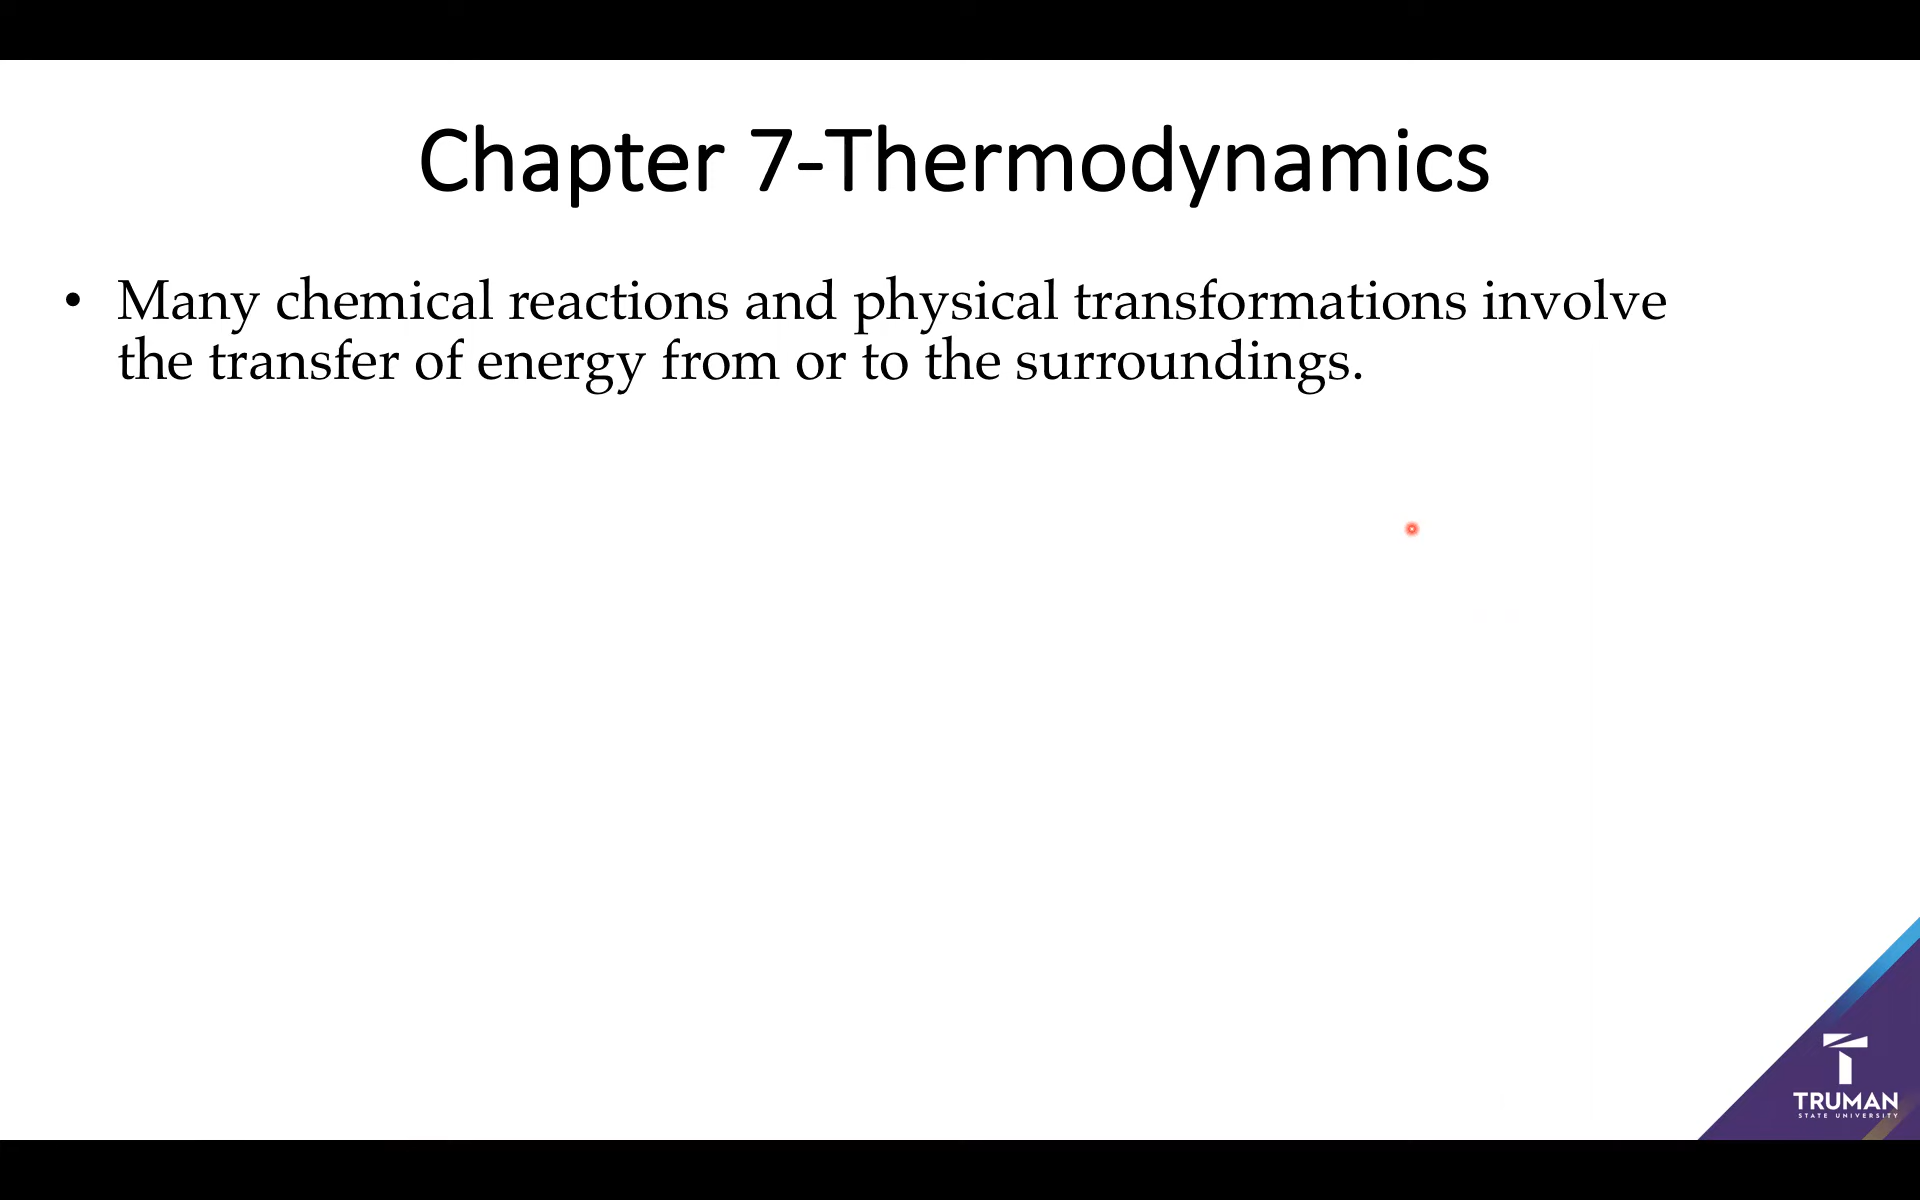 Chapter 7-Thermodynamics
• Many chemical reactions and physical transformations involve
the transfer of energy from or to the surroundings.
TRUMAN
STATE UNIVERSITY